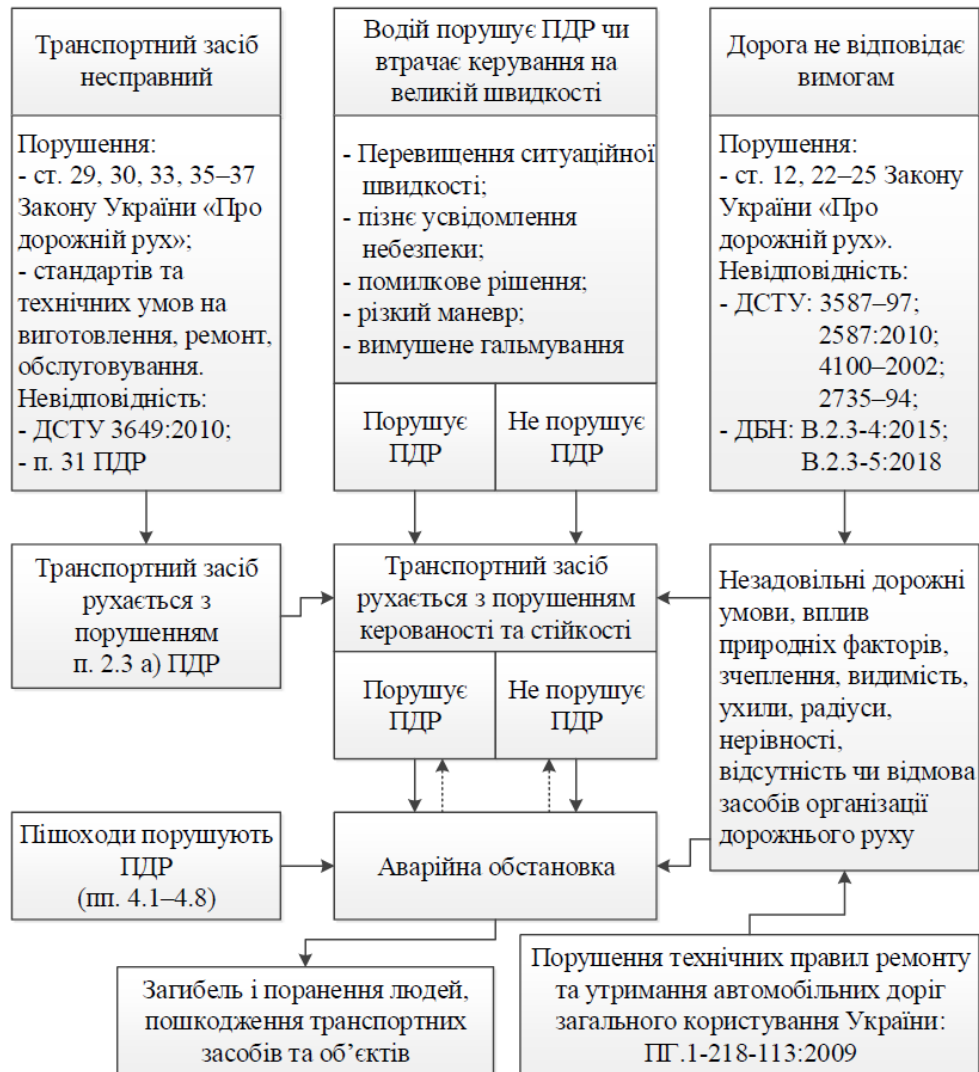 Транспортний засіб
несправний
Порушення:
- ст. 29, 30, 33, 35–37
Закону України «Про
дорожній рух»;
- стандартів та
технічних умов на
виготовлення, ремонт,
обслуговування.
Невідповідність:
- ДСТУ 3649:2010;
- п. 31 ПДР
Водій порушує ПДР чи
втрачає керування на
великій швидкості
- Перевищення ситуаційної
швидкості;
- пізнє усвідомлення
небезпеки;
- помилкове рішення;
- різкий маневр;
- вимушене гальмування
Порушує
ПДР
Не порушує
ПДР
Дорога не відповідає
вимогам
Порушення:
- ст. 12, 22–25 Закону
України «Про
дорожній рух».
Невідповідність:
- ДСТУ: 3587–97;
2587:2010;
4100–2002;
2735–94;
- ДБН: В.2.3-4:2015;
В.2.3-5:2018
Транспортний засіб
рухається з
порушенням
п. 2.3 а) ПДР
Транспортний засіб
рухається з порушенням
керованості та стійкості
Порушує
ПДР
Не порушує
ПДР
Незадовільні дорожні
умови, вплив
природніх факторів,
зчеплення, видимість,
ухили, радіуси,
нерівності,
відсутність чи відмова
засобів організації
дорожнього руху
Пішоходи порушують
ПДР
(пп. 4.1–4.8)
Аварійна обстановка
Загибель і поранення людей,
пошкодження транспортних
засобів та об’єктів
Порушення технічних правил ремонту
та утримання автомобільних доріг
загального користування України:
ПГ.1-218-113:2009